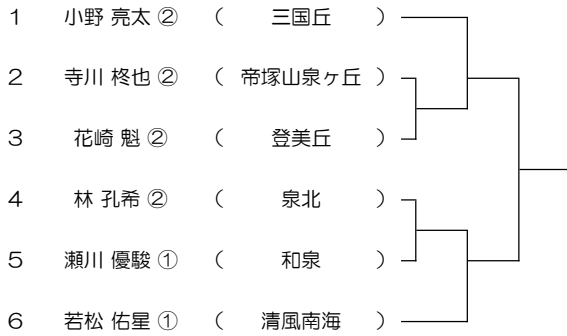 1 小野 亮太 ② ( 三国丘 )
2 寺川 柊也 ② ( 帝塚山泉ヶ丘 )
3 花崎 魁 ② ( 登美丘 )
4 林 孔希 ② ( 泉北 )
5 瀬川 優駿 ① ( 和泉 )
6 若松 佑星 ① ( 清風南海 )